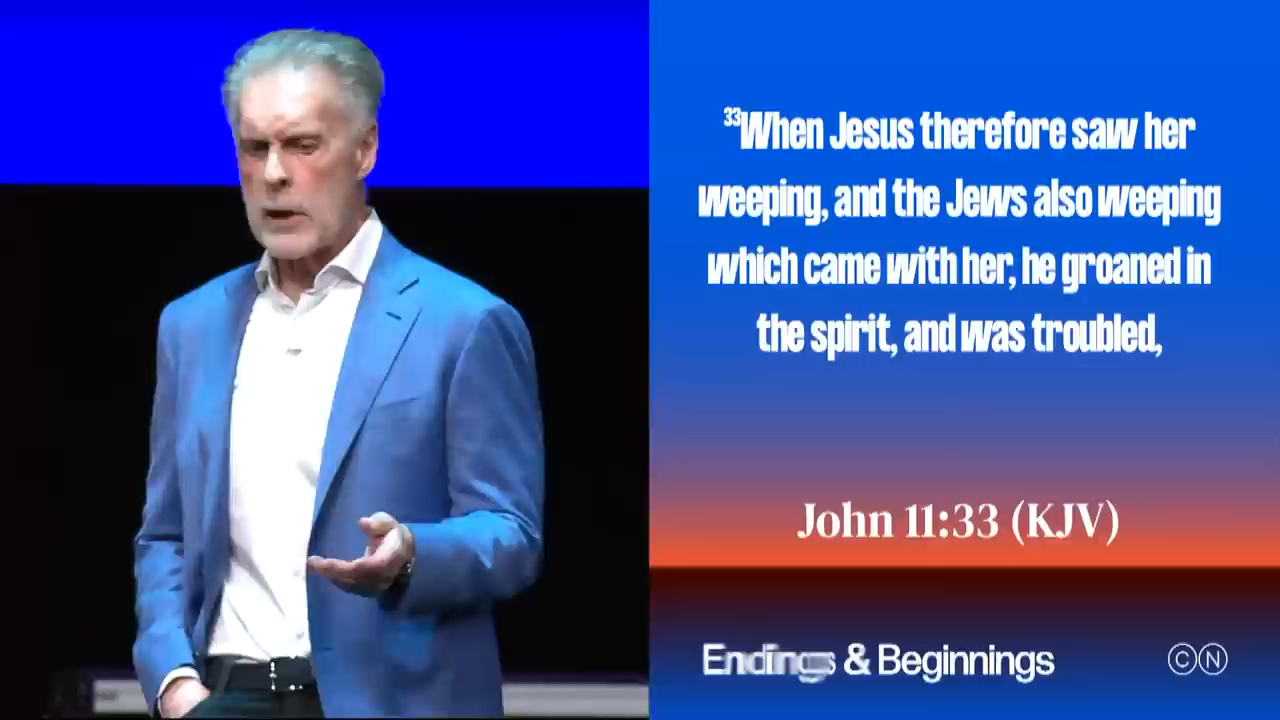 33When Jesus therefore saw her
weeping, and the Jews also weeping
which came with her, he groaned in
the spirit, and was troubled,
John 11:33 (KJV)
Endings & Beginnings
CN